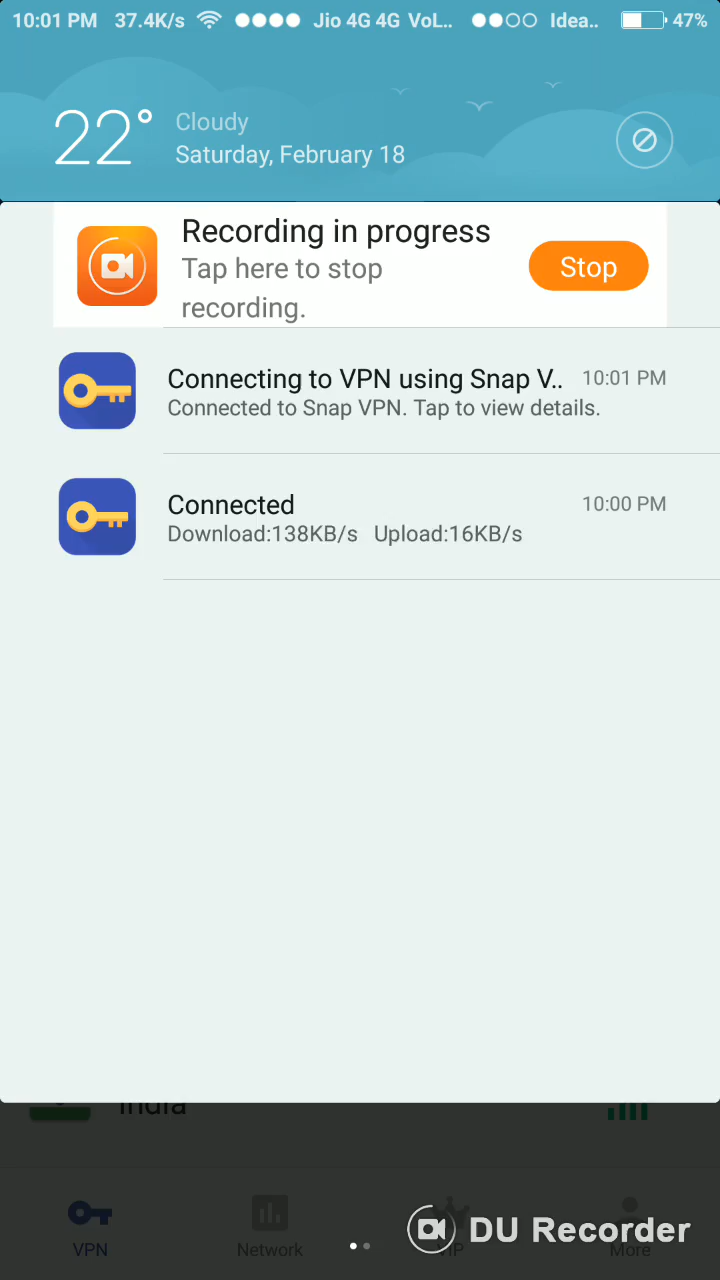 10:01 PM 37.4K/s Jio 4G 4G VoL.. Idea.. 47%
22°
Cloudy
Saturday, February 18
Recording in progress
Tap here to stop
recording.
Stop
Connecting to VPN using Snap V.. 10:01 PM
Connected to Snap VPN. Tap to view details.
Connected 10:00 PM
Download:138KB/s Upload:16KB/s
India
VPN Network VIP More
DU Recorder